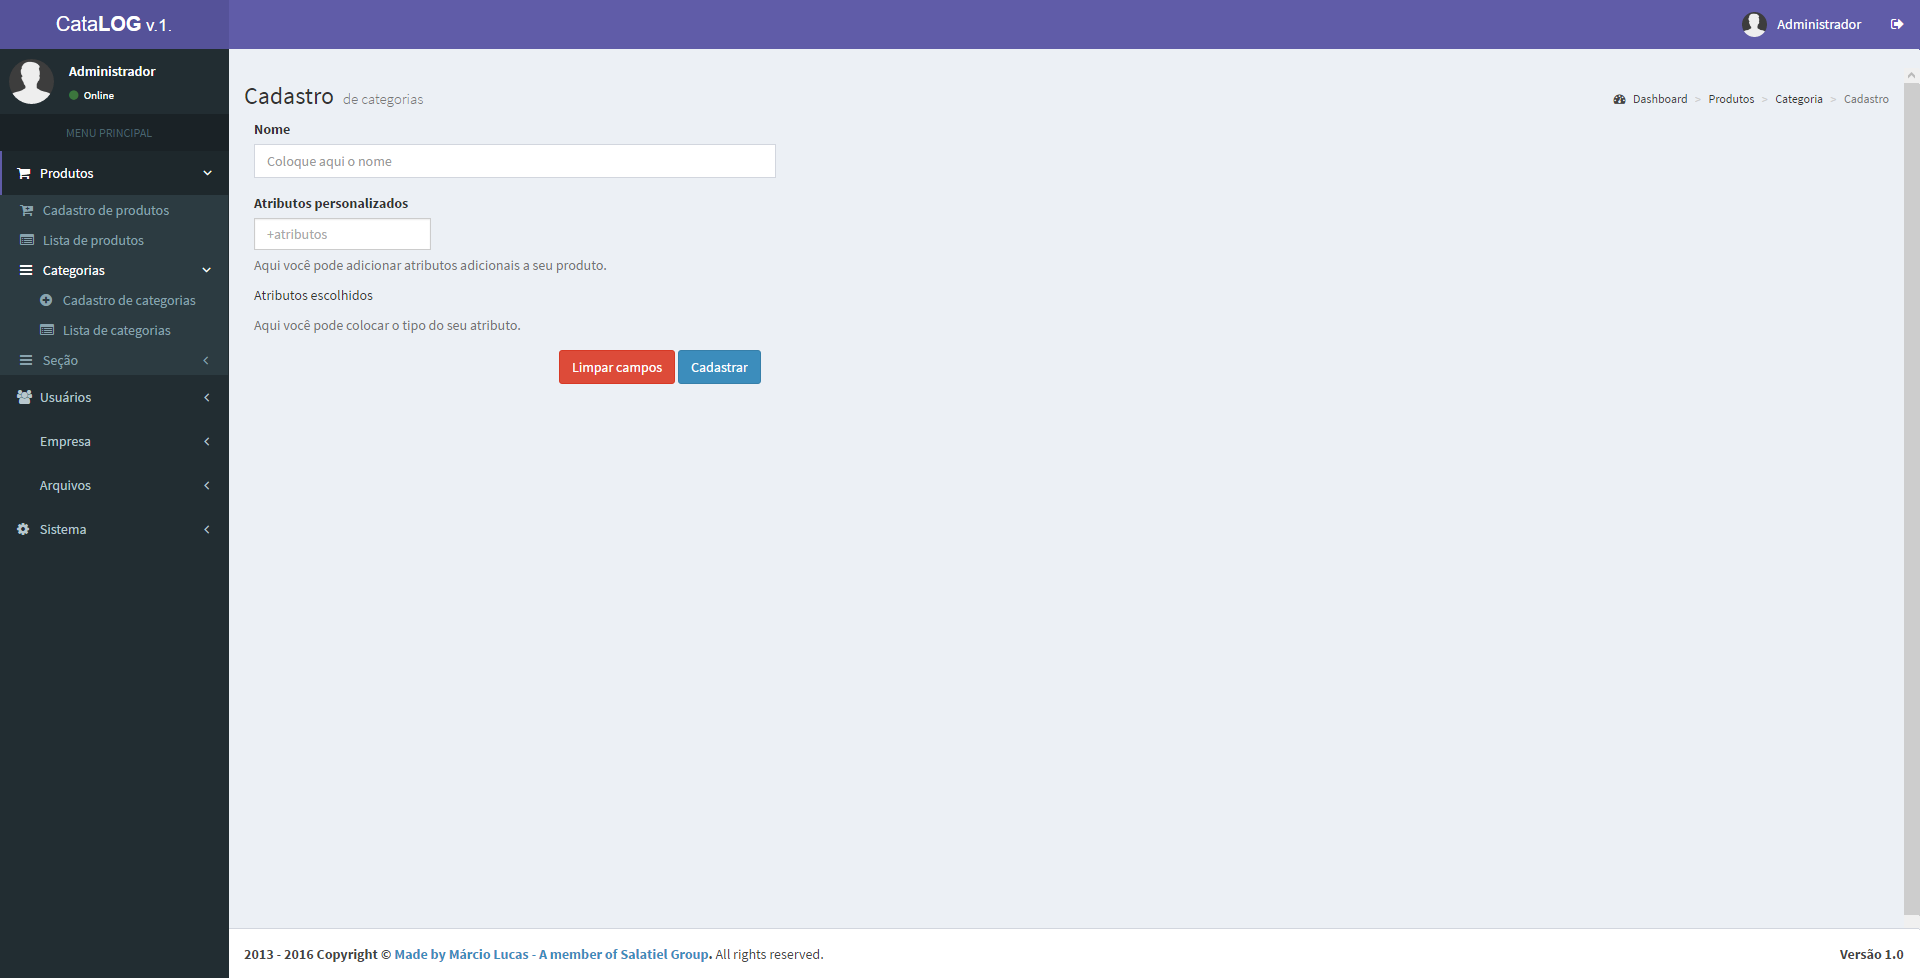 CataLOG v.1.
Administrador
Administrador
Online
MENU PRINCIPAL
Produtos
Cadastro de produtos
Lista de produtos
Categorias
Cadastro de categorias
Lista de categorias
Seção
Usuários
Empresa
Arquivos
Sistema
Cadastro de categorias
Dashboard > Produtos > Categoria > Cadastro
Nome
Coloque aqui o nome
Atributos personalizados
+atributos
Aqui você pode adicionar atributos adicionais a seu produto.
Atributos escolhidos
Aqui você pode colocar o tipo do seu atributo.
Limpar campos Cadastrar
2013 - 2016 Copyright © Made by Márcio Lucas - A member of Salatiel Group. All rights reserved.
Versão 1.0